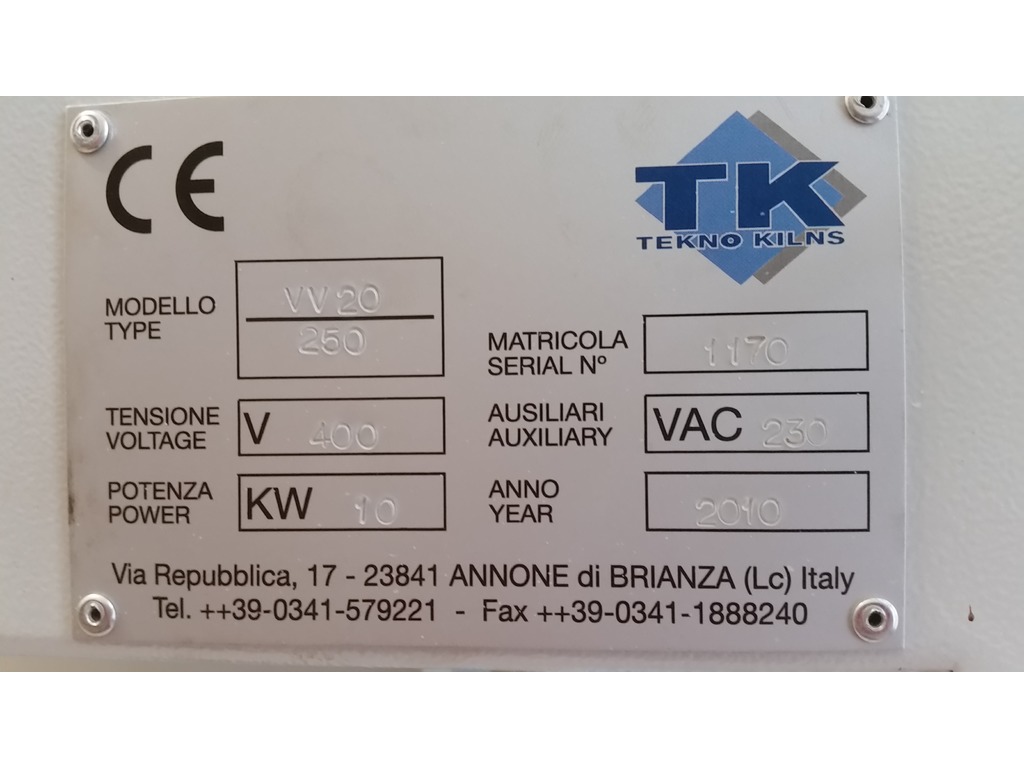 CE
TK
TEKNO KILNS
MODELLO
TYPE
VV20
250
MATRICOLA
SERIAL Nº
1170
TENSIONE
VOLTAGE
V 400
AUSILIARI
AUXILIARY
VAC 230
POTENZA
POWER
KW 10
ANNO
YEAR
2010
Via Repubblica, 17 - 23841 ANNONE di BRIANZA (Lc) Italy
Tel. ++39-0341-579221 - Fax ++39-0341-1888240